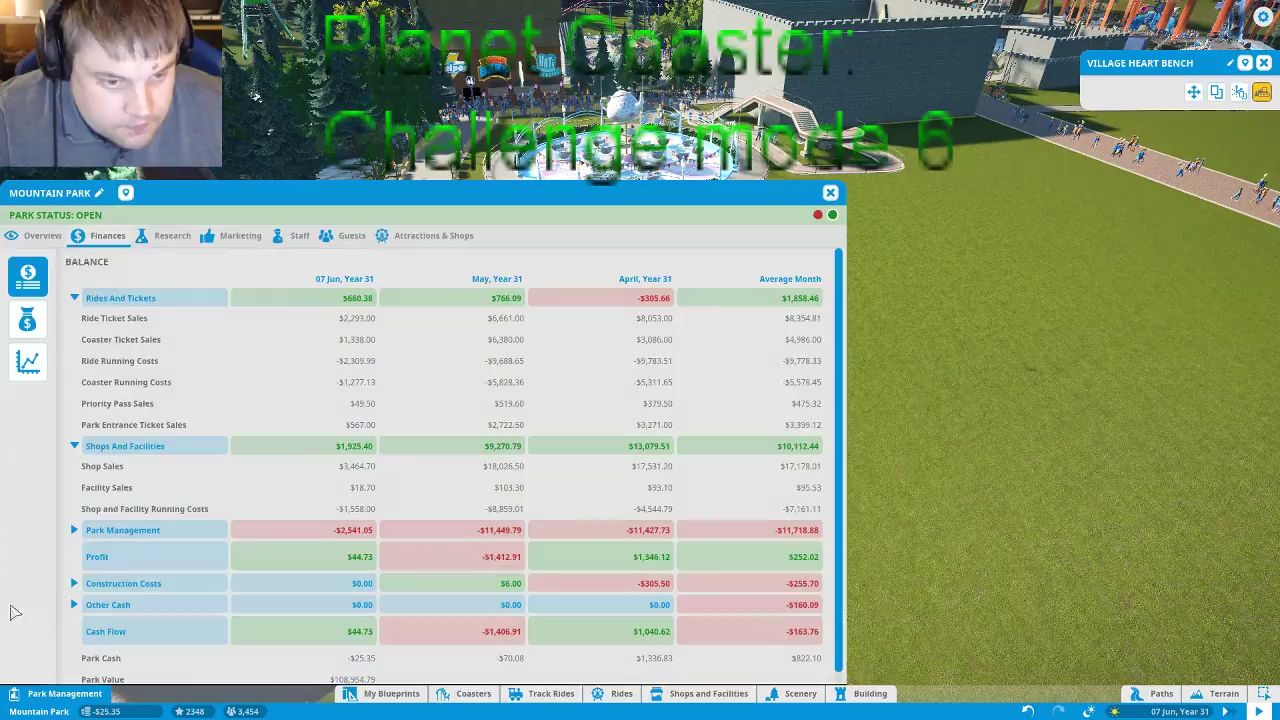 Planet Coaster:
Challenge mode 6
VILLAGE HEART BENCH
MOUNTAIN PARK
PARK STATUS: OPEN
Overview Finances Research Marketing Staff Guests Attractions & Shops
BALANCE
07 Jun, Year 31 May, Year 31 April, Year 31 Average Month
Rides And Tickets $660.38 $766.09 -$305.66 $1,858.46
Ride Ticket Sales $2,293.00 $6,661.00 $8,053.00 $8,354.81
Coaster Ticket Sales $1,338.00 $6,380.00 $3,086.00 $4,986.00
Ride Running Costs -$2,309.99 -$9,688.65 -$9,783.51 -$9,778.33
Coaster Running Costs -$1,277.13 -$5,828.36 -$5,311.65 -$5,578.45
Priority Pass Sales $49.50 $519.60 $379.50 $475.32
Park Entrance Ticket Sales $567.00 $2,722.50 $3,271.00 $3,399.12
Shops And Facilities $1,925.40 $9,270.79 $13,079.51 $10,112.44
Shop Sales $3,464.70 $18,026.50 $17,531.20 $17,178.01
Facility Sales $18.70 $103.30 $93.10 $95.53
Shop and Facility Running Costs -$1,558.00 -$8,859.01 -$4,544.79 -$7,161.11
Park Management -$2,541.05 -$11,449.79 -$11,427.73 -$11,718.88
Profit $44.73 -$1,412.91 $1,346.12 $252.02
Construction Costs $0.00 $6.00 -$305.50 -$255.70
Other Cash $0.00 $0.00 $0.00 -$160.09
Cash Flow $44.73 -$1,406.91 $1,040.62 -$163.76
Park Cash -$25.35 -$70.08 $1,336.83 $822.10
Park Value $108,954.79
Park Management My Blueprints Coasters Track Rides Rides Shops and Facilities Scenery Building Paths Terrain
Mountain Park -$25.35 2348 3,454 07 Jun, Year 31